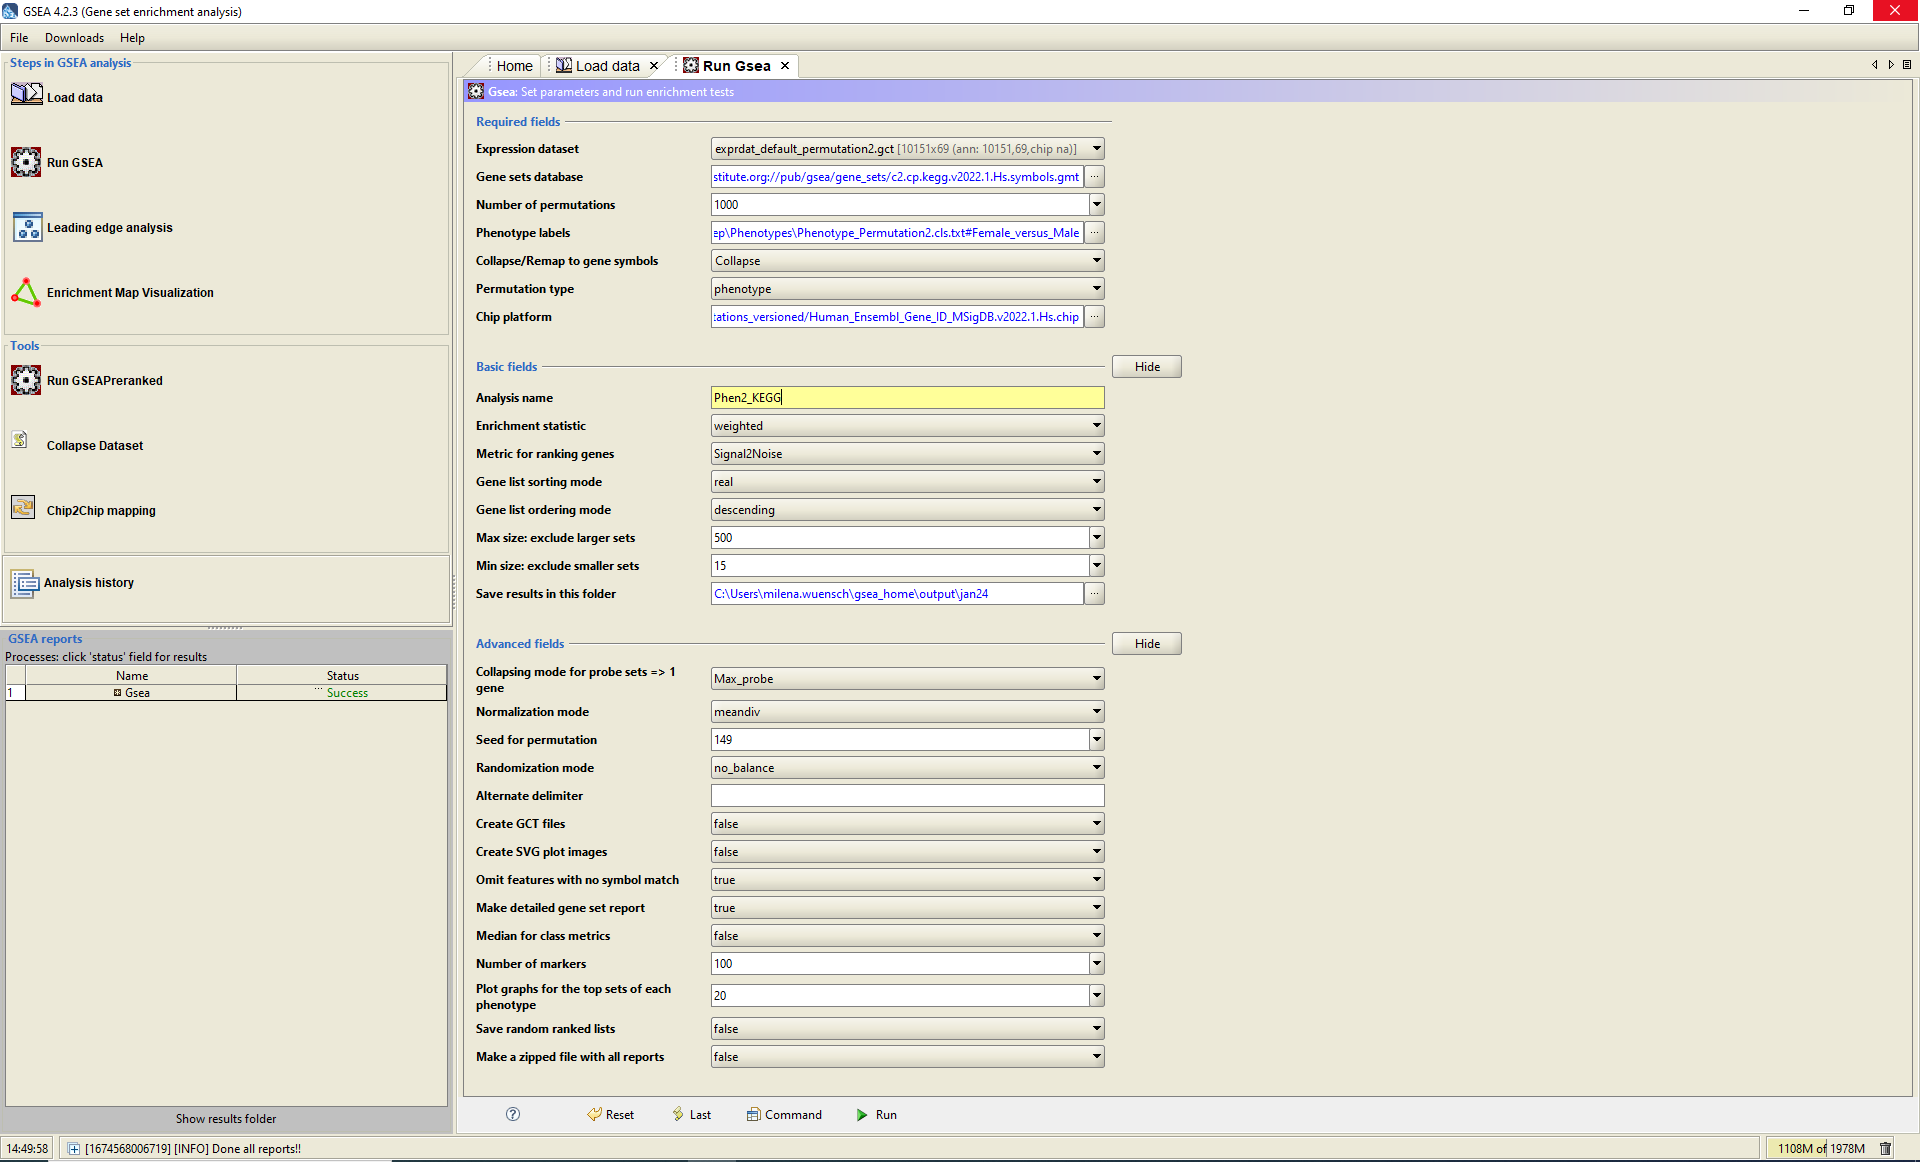 GSEA 4.2.3 (Gene set enrichment analysis)
File Downloads Help
Steps in GSEA analysis
Load data
Run GSEA
Leading edge analysis
Enrichment Map Visualization
Tools
Run GSEAPreranked
Collapse Dataset
Chip2Chip mapping
Analysis history
GSEA reports
Processes: click 'status' field for results
Name Status
1 Gsea ... Success
Show results folder
Home Load data Run Gsea
Gsea: Set parameters and run enrichment tests
Required fields
Expression dataset exprdat_default_permutation2.gct [10151x69 (ann: 10151,69,chip na)]
Gene sets database stitute.org://pub/gsea/gene_sets/c2.cp.kegg.v2022.1.Hs.symbols.gmt ...
Number of permutations 1000
Phenotype labels ep\Phenotypes\Phenotype_Permutation2.cls.txt#Female_versus_Male ...
Collapse/Remap to gene symbols Collapse
Permutation type phenotype
Chip platform tations_versioned/Human_Ensembl_Gene_ID_MSigDB.v2022.1.Hs.chip ...
Basic fields Hide
Analysis name Phen2_KEGG
Enrichment statistic weighted
Metric for ranking genes Signal2Noise
Gene list sorting mode real
Gene list ordering mode descending
Max size: exclude larger sets 500
Min size: exclude smaller sets 15
Save results in this folder C:\Users\milena.wuensch\gsea_home\output\jan24 ...
Advanced fields Hide
Collapsing mode for probe sets => 1
gene Max_probe
Normalization mode meandiv
Seed for permutation 149
Randomization mode no_balance
Alternate delimiter
Create GCT files false
Create SVG plot images false
Omit features with no symbol match true
Make detailed gene set report true
Median for class metrics false
Number of markers 100
Plot graphs for the top sets of each
phenotype 20
Save random ranked lists false
Make a zipped file with all reports false
? Reset Last Command Run
14:49:58 [1674568006719] [INFO] Done all reports!! 1108M of 1978M